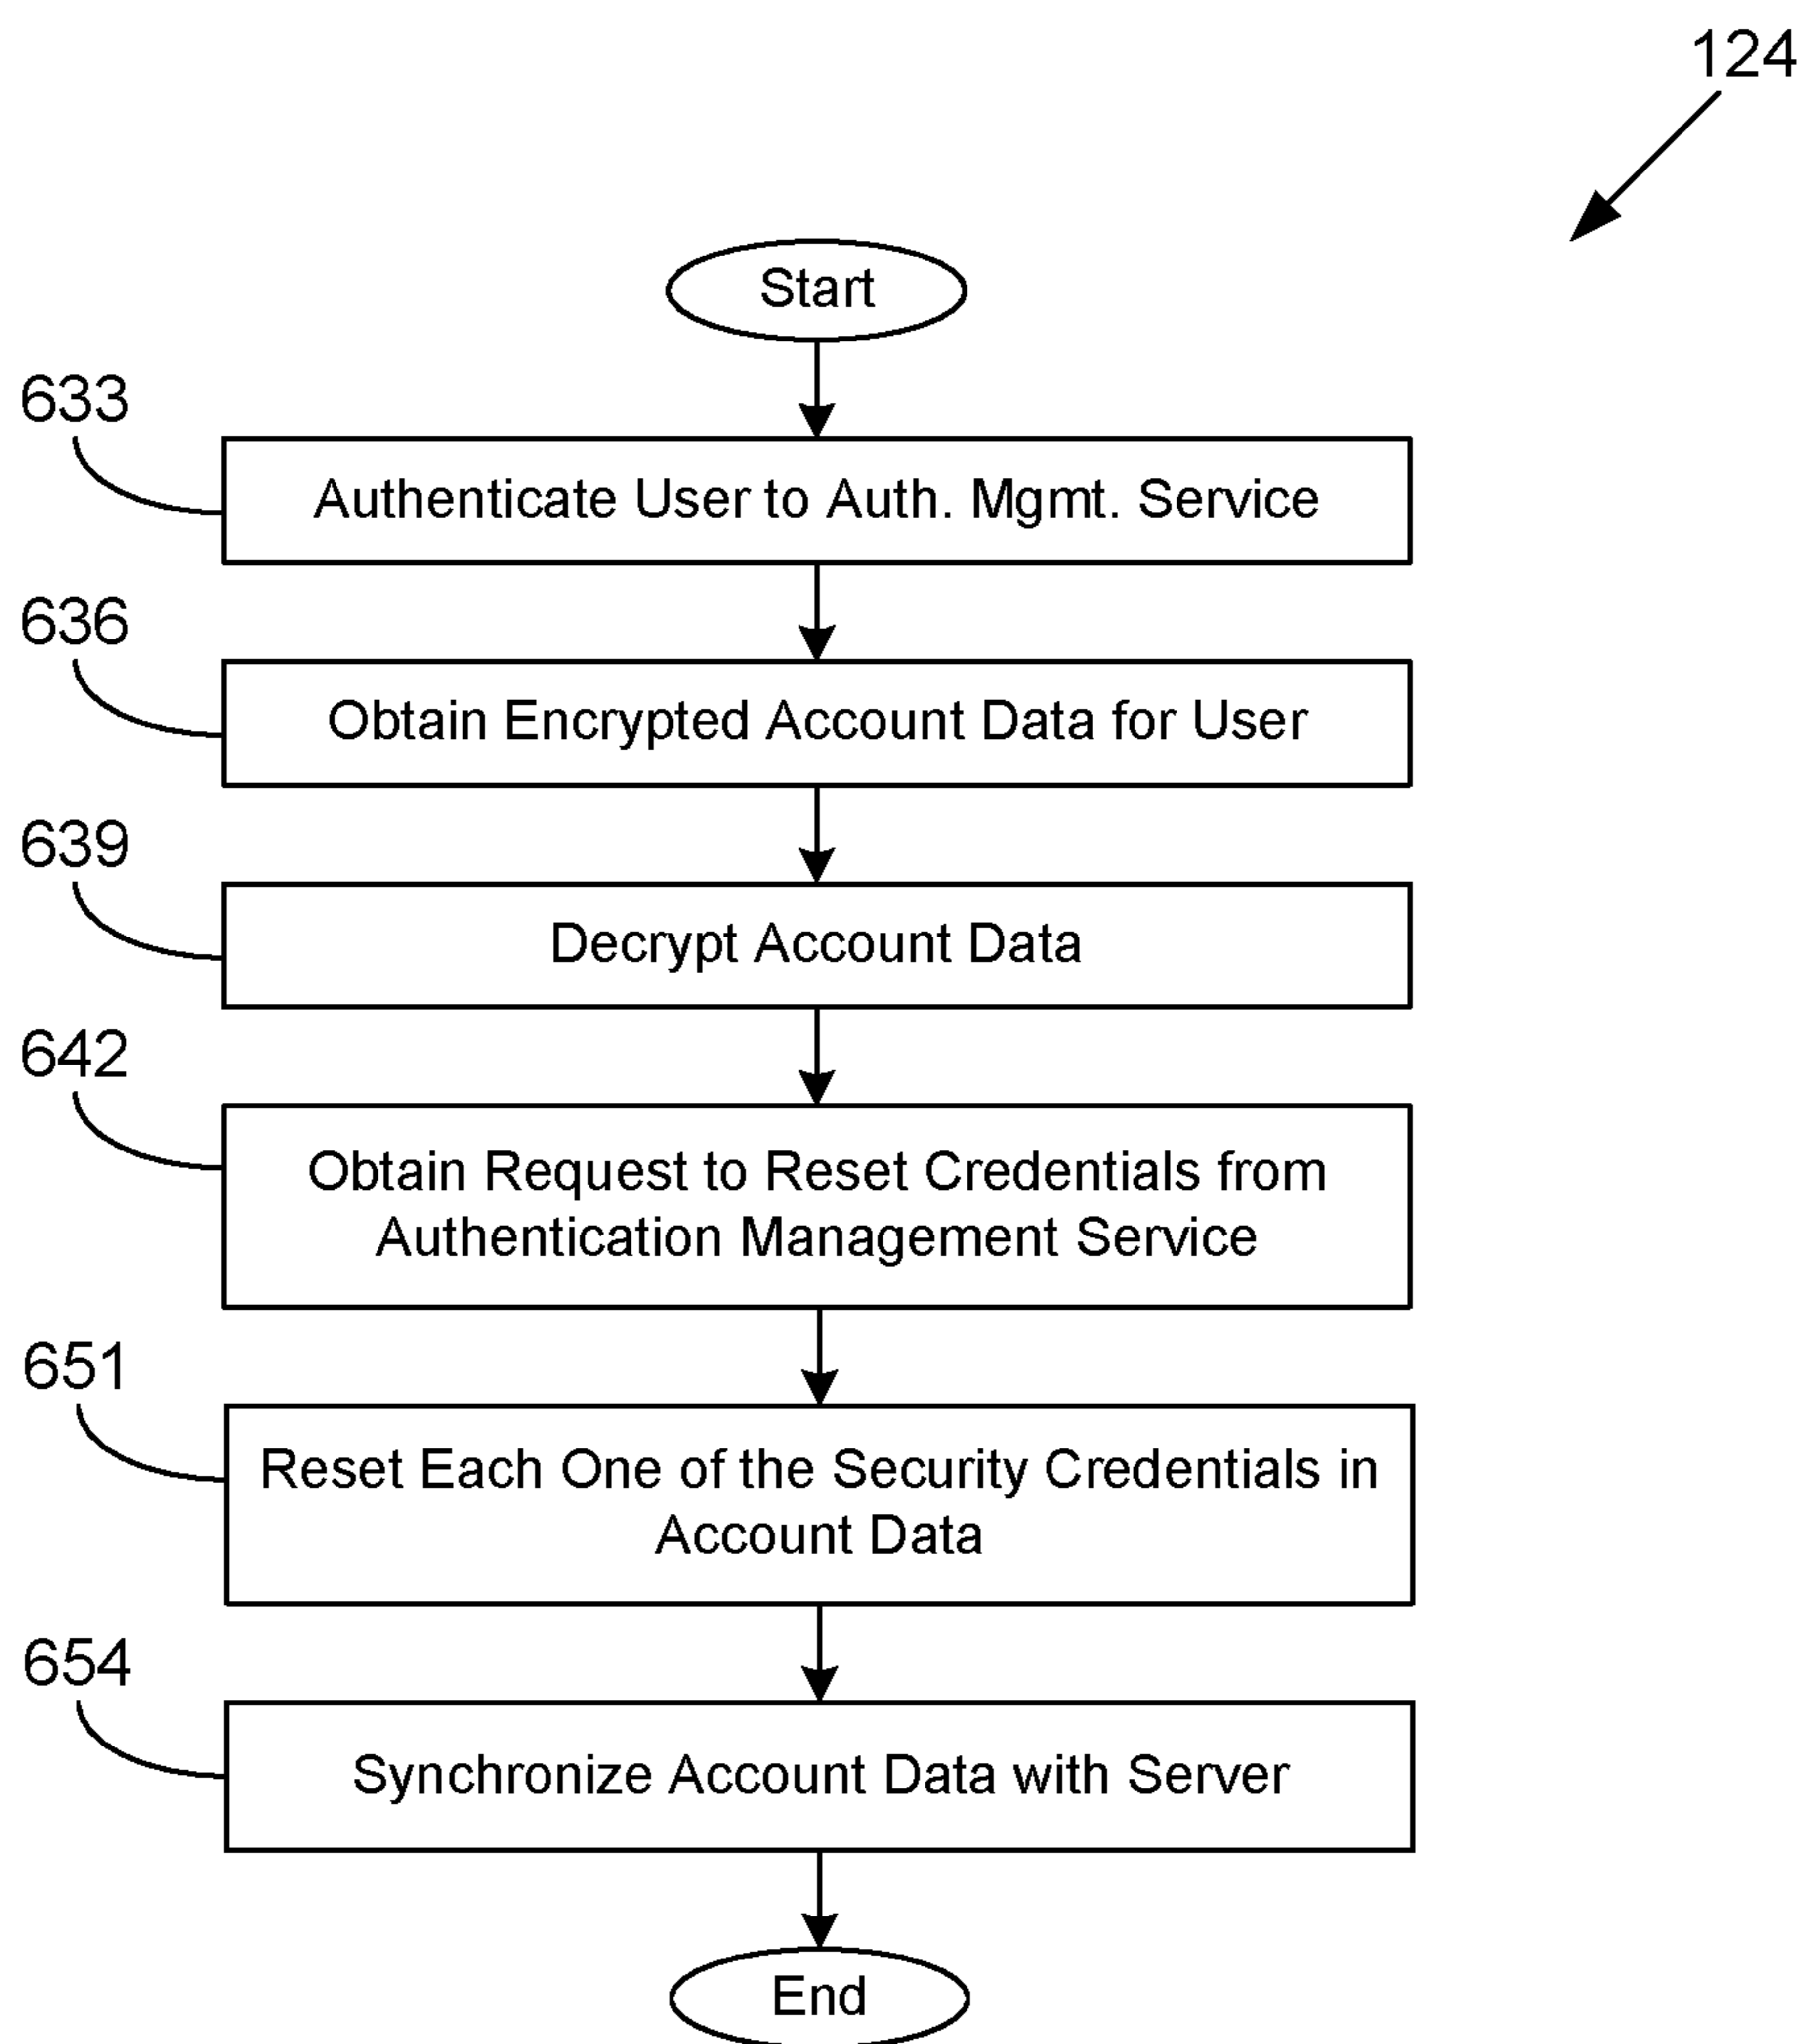 124
Start
633
Authenticate User to Auth. Mgmt. Service
636
Obtain Encrypted Account Data for User
639
Decrypt Account Data
642
Obtain Request to Reset Credentials from
Authentication Management Service
651
Reset Each One of the Security Credentials in
Account Data
654
Synchronize Account Data with Server
End